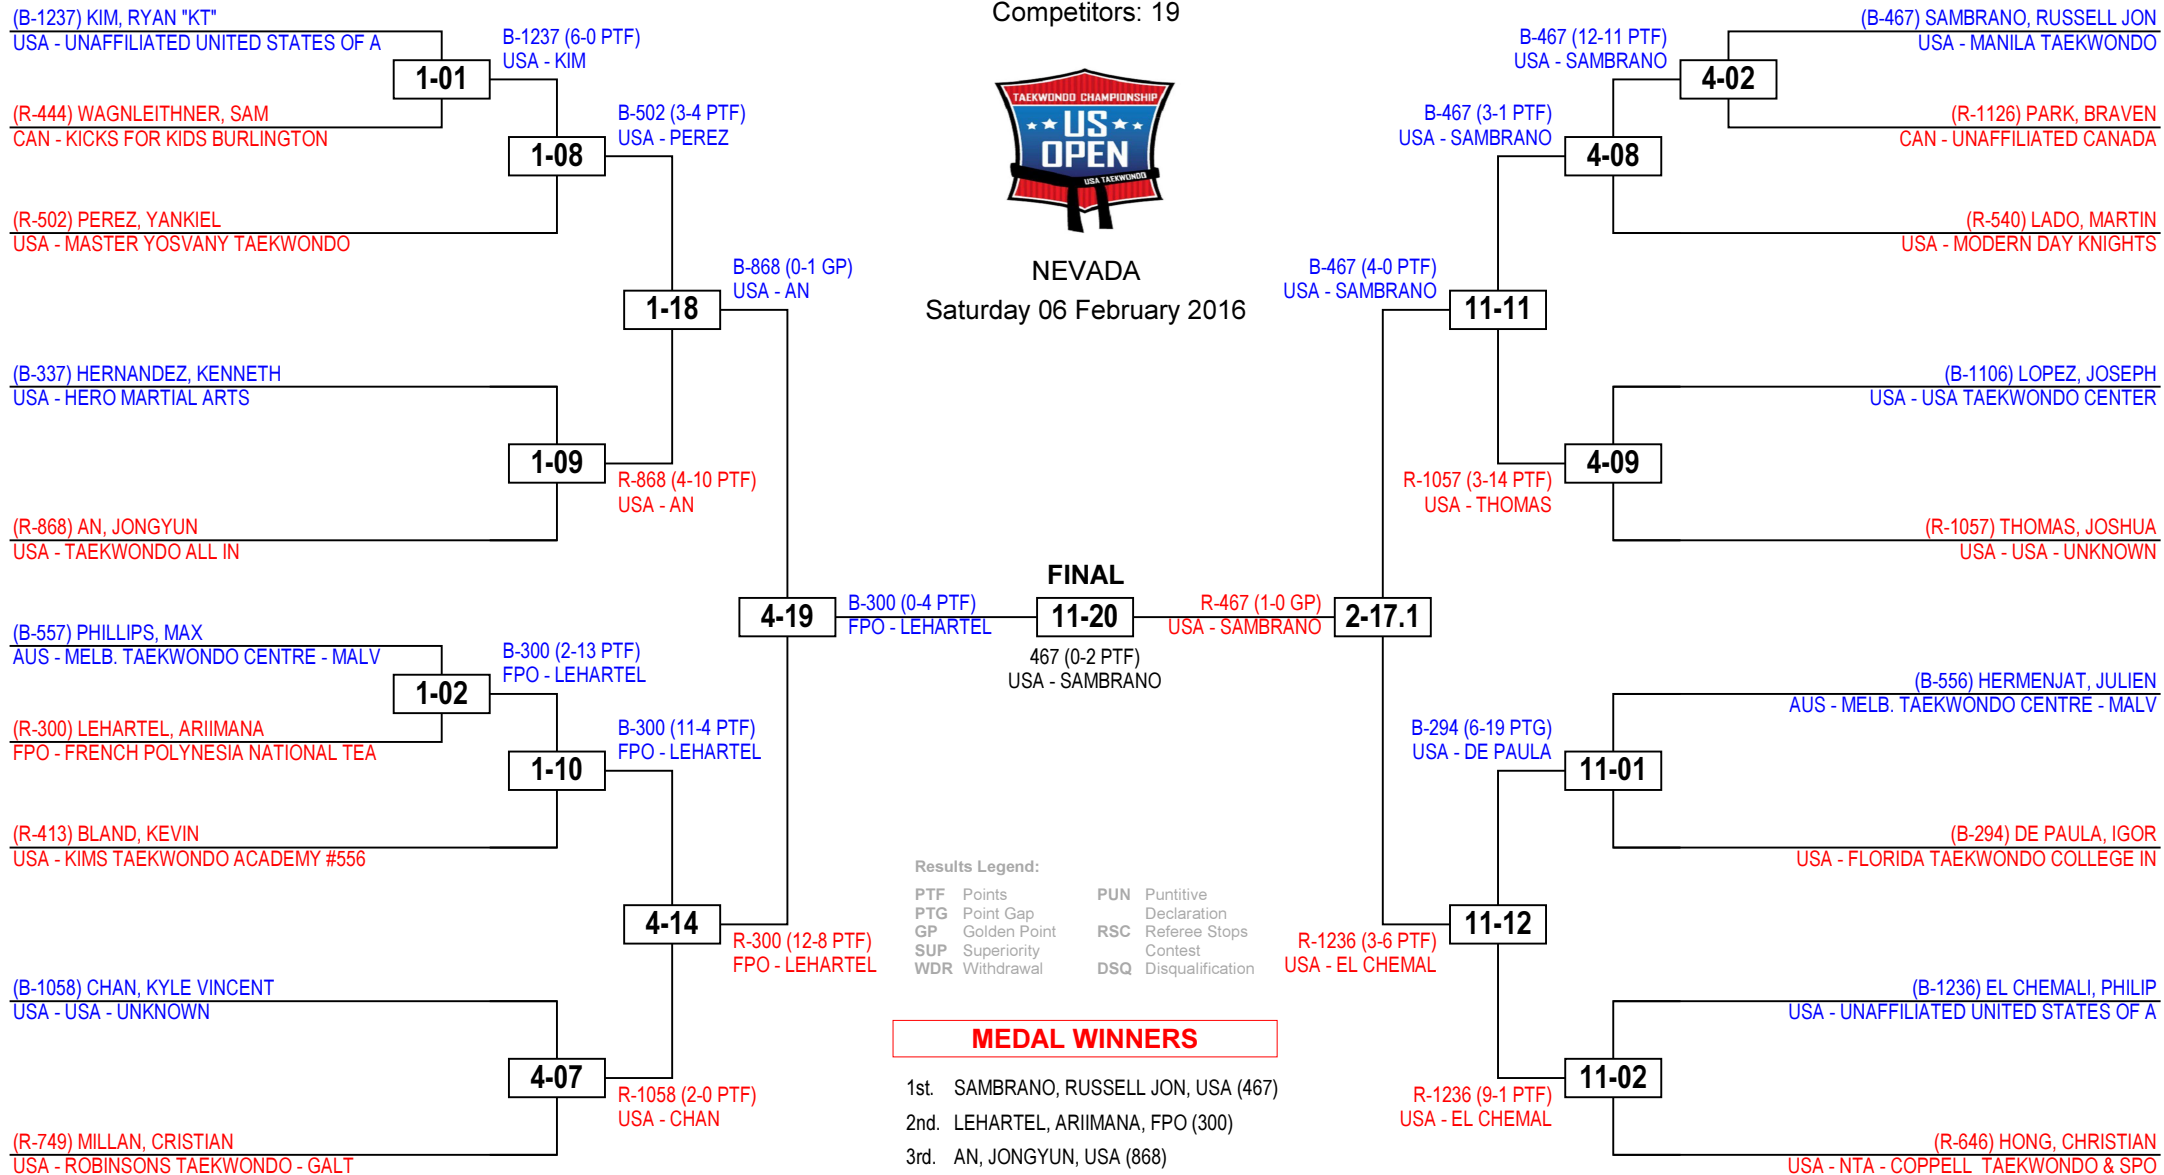 Competitors: 19
TAEKWONDO CHAMPIONSHIP
US
OPEN
USA TAEKWONDO
NEVADA
Saturday 06 February 2016
(B-1237) KIM, RYAN "KT"
USA - UNAFFILIATED UNITED STATES OF A
B-1237 (6-0 PTF)
USA - KIM
1-01
(R-444) WAGNLEITHNER, SAM
CAN - KICKS FOR KIDS BURLINGTON
B-502 (3-4 PTF)
USA - PEREZ
1-08
(R-502) PEREZ, YANKIEL
USA - MASTER YOSVANY TAEKWONDO
B-868 (0-1 GP)
USA - AN
1-18
(B-337) HERNANDEZ, KENNETH
USA - HERO MARTIAL ARTS
1-09
R-868 (4-10 PTF)
USA - AN
(R-868) AN, JONGYUN
USA - TAEKWONDO ALL IN
4-19
B-300 (0-4 PTF)
FPO - LEHARTEL
(B-557) PHILLIPS, MAX
AUS - MELB. TAEKWONDO CENTRE - MALV
B-300 (2-13 PTF)
FPO - LEHARTEL
1-02
(R-300) LEHARTEL, ARIIMANA
FPO - FRENCH POLYNESIA NATIONAL TEA
B-300 (11-4 PTF)
FPO - LEHARTEL
1-10
(R-413) BLAND, KEVIN
USA - KIMS TAEKWONDO ACADEMY #556
4-14
R-300 (12-8 PTF)
FPO - LEHARTEL
(B-1058) CHAN, KYLE VINCENT
USA - USA - UNKNOWN
4-07
R-1058 (2-0 PTF)
USA - CHAN
(R-749) MILLAN, CRISTIAN
USA - ROBINSONS TAEKWONDO - GALT
FINAL
11-20
467 (0-2 PTF)
USA - SAMBRANO
(B-467) SAMBRANO, RUSSELL JON
USA - MANILA TAEKWONDO
B-467 (12-11 PTF)
USA - SAMBRANO
4-02
(R-1126) PARK, BRAVEN
CAN - UNAFFILIATED CANADA
B-467 (3-1 PTF)
USA - SAMBRANO
4-08
(R-540) LADO, MARTIN
USA - MODERN DAY KNIGHTS
B-467 (4-0 PTF)
USA - SAMBRANO
11-11
(B-1106) LOPEZ, JOSEPH
USA - USA TAEKWONDO CENTER
4-09
R-1057 (3-14 PTF)
USA - THOMAS
(R-1057) THOMAS, JOSHUA
USA - USA - UNKNOWN
R-467 (1-0 GP)
USA - SAMBRANO
2-17.1
(B-556) HERMENJAT, JULIEN
AUS - MELB. TAEKWONDO CENTRE - MALV
B-294 (6-19 PTG)
USA - DE PAULA
11-01
(B-294) DE PAULA, IGOR
USA - FLORIDA TAEKWONDO COLLEGE IN
11-12
R-1236 (3-6 PTF)
USA - EL CHEMAL
(B-1236) EL CHEMALI, PHILIP
USA - UNAFFILIATED UNITED STATES OF A
11-02
R-1236 (9-1 PTF)
USA - EL CHEMAL
(R-646) HONG, CHRISTIAN
USA - NTA - COPPELL TAEKWONDO & SPO
Results Legend:
PTF Points
PTG Point Gap
GP Golden Point
SUP Superiority
WDR Withdrawal
PUN Puntitive
Declaration
RSC Referee Stops
Contest
DSQ Disqualification
MEDAL WINNERS
1st. SAMBRANO, RUSSELL JON, USA (467)
2nd. LEHARTEL, ARIIMANA, FPO (300)
3rd. AN, JONGYUN, USA (868)